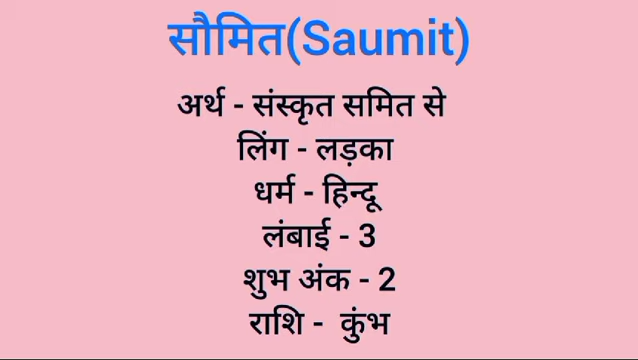 सौमित(Saumit)
अर्थ - संस्कृत समित से
लिंग - लड़का
धर्म - हिन्दू
लंबाई - 3
शुभ अंक - 2
राशि - कुंभ